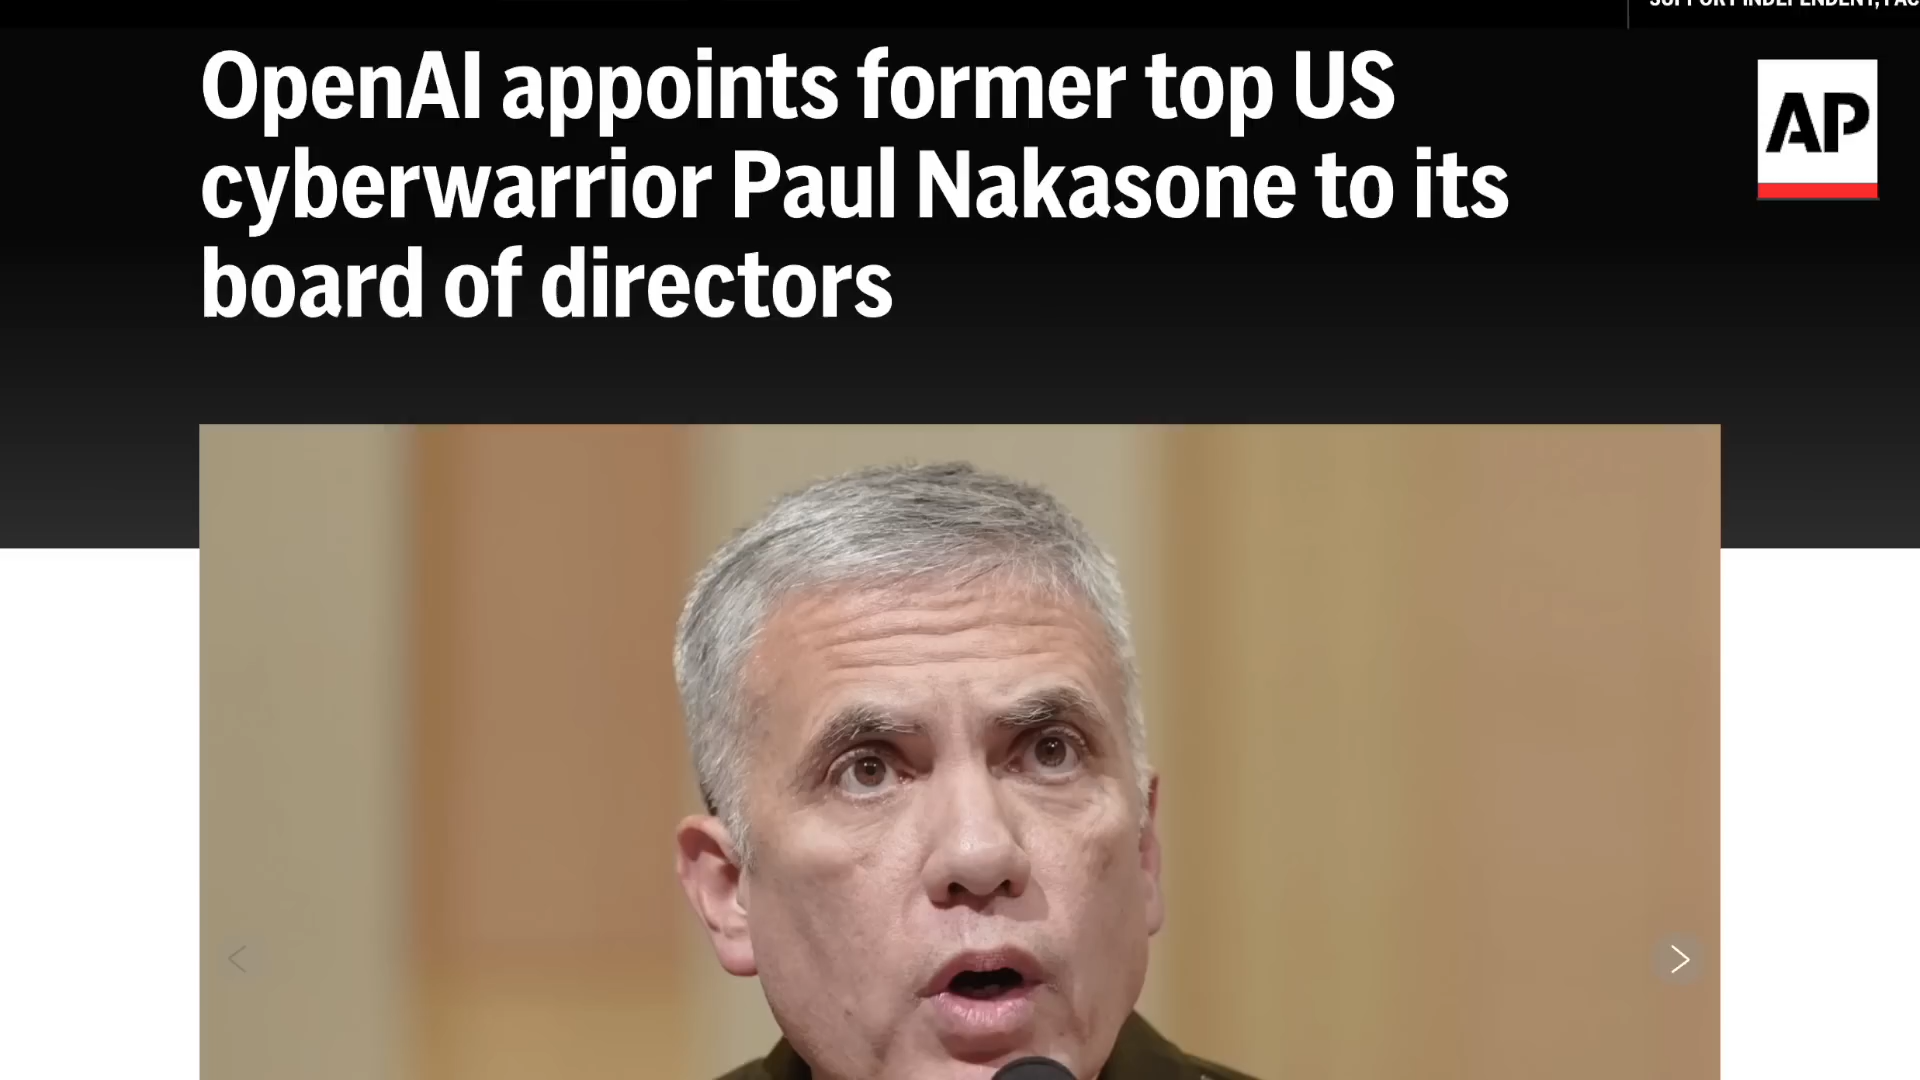 OpenAI appoints former top US
cyberwarrior Paul Nakasone to its
board of directors
AP